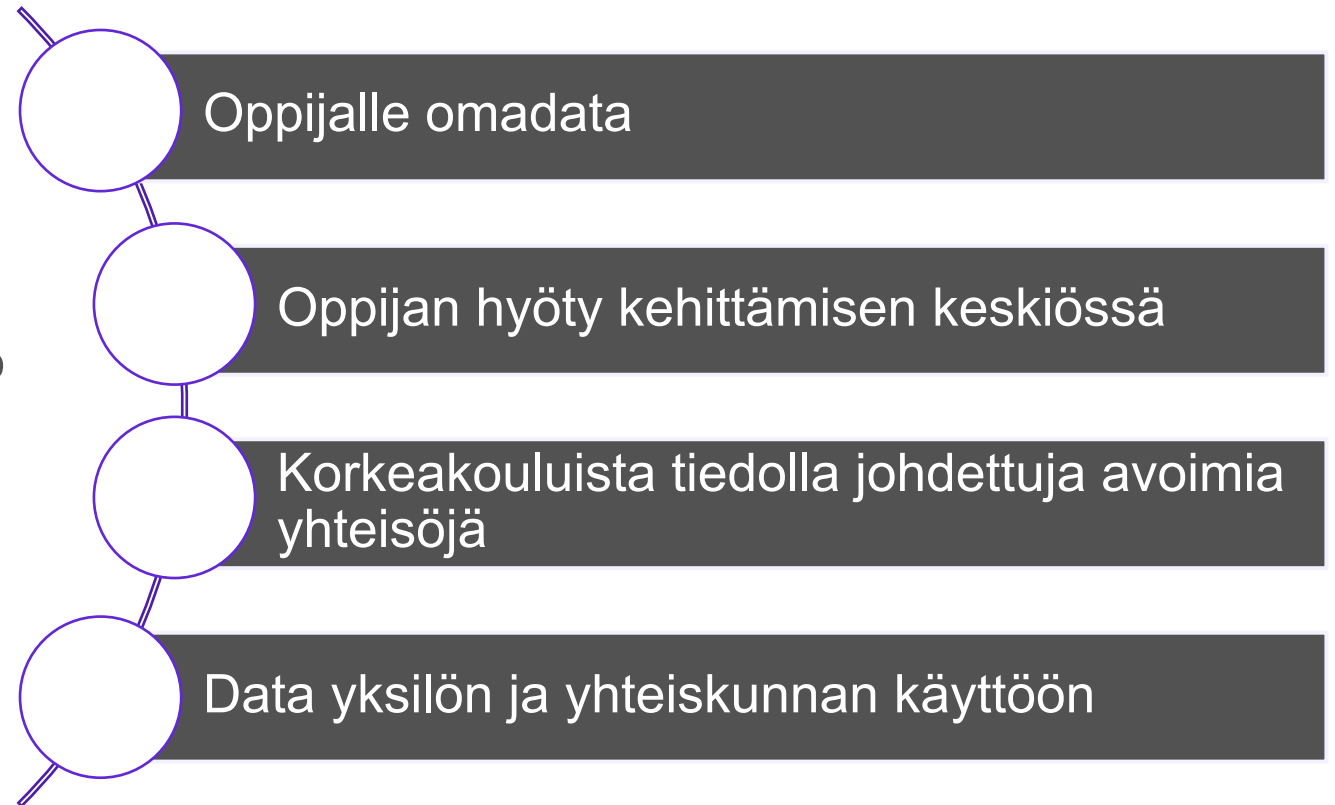 Oppijalle omadata
Oppijan hyöty kehittämisen keskiössä
Korkeakouluista tiedolla johdettuja avoimia
yhteisöjä
Data yksilön ja yhteiskunnan käyttöön